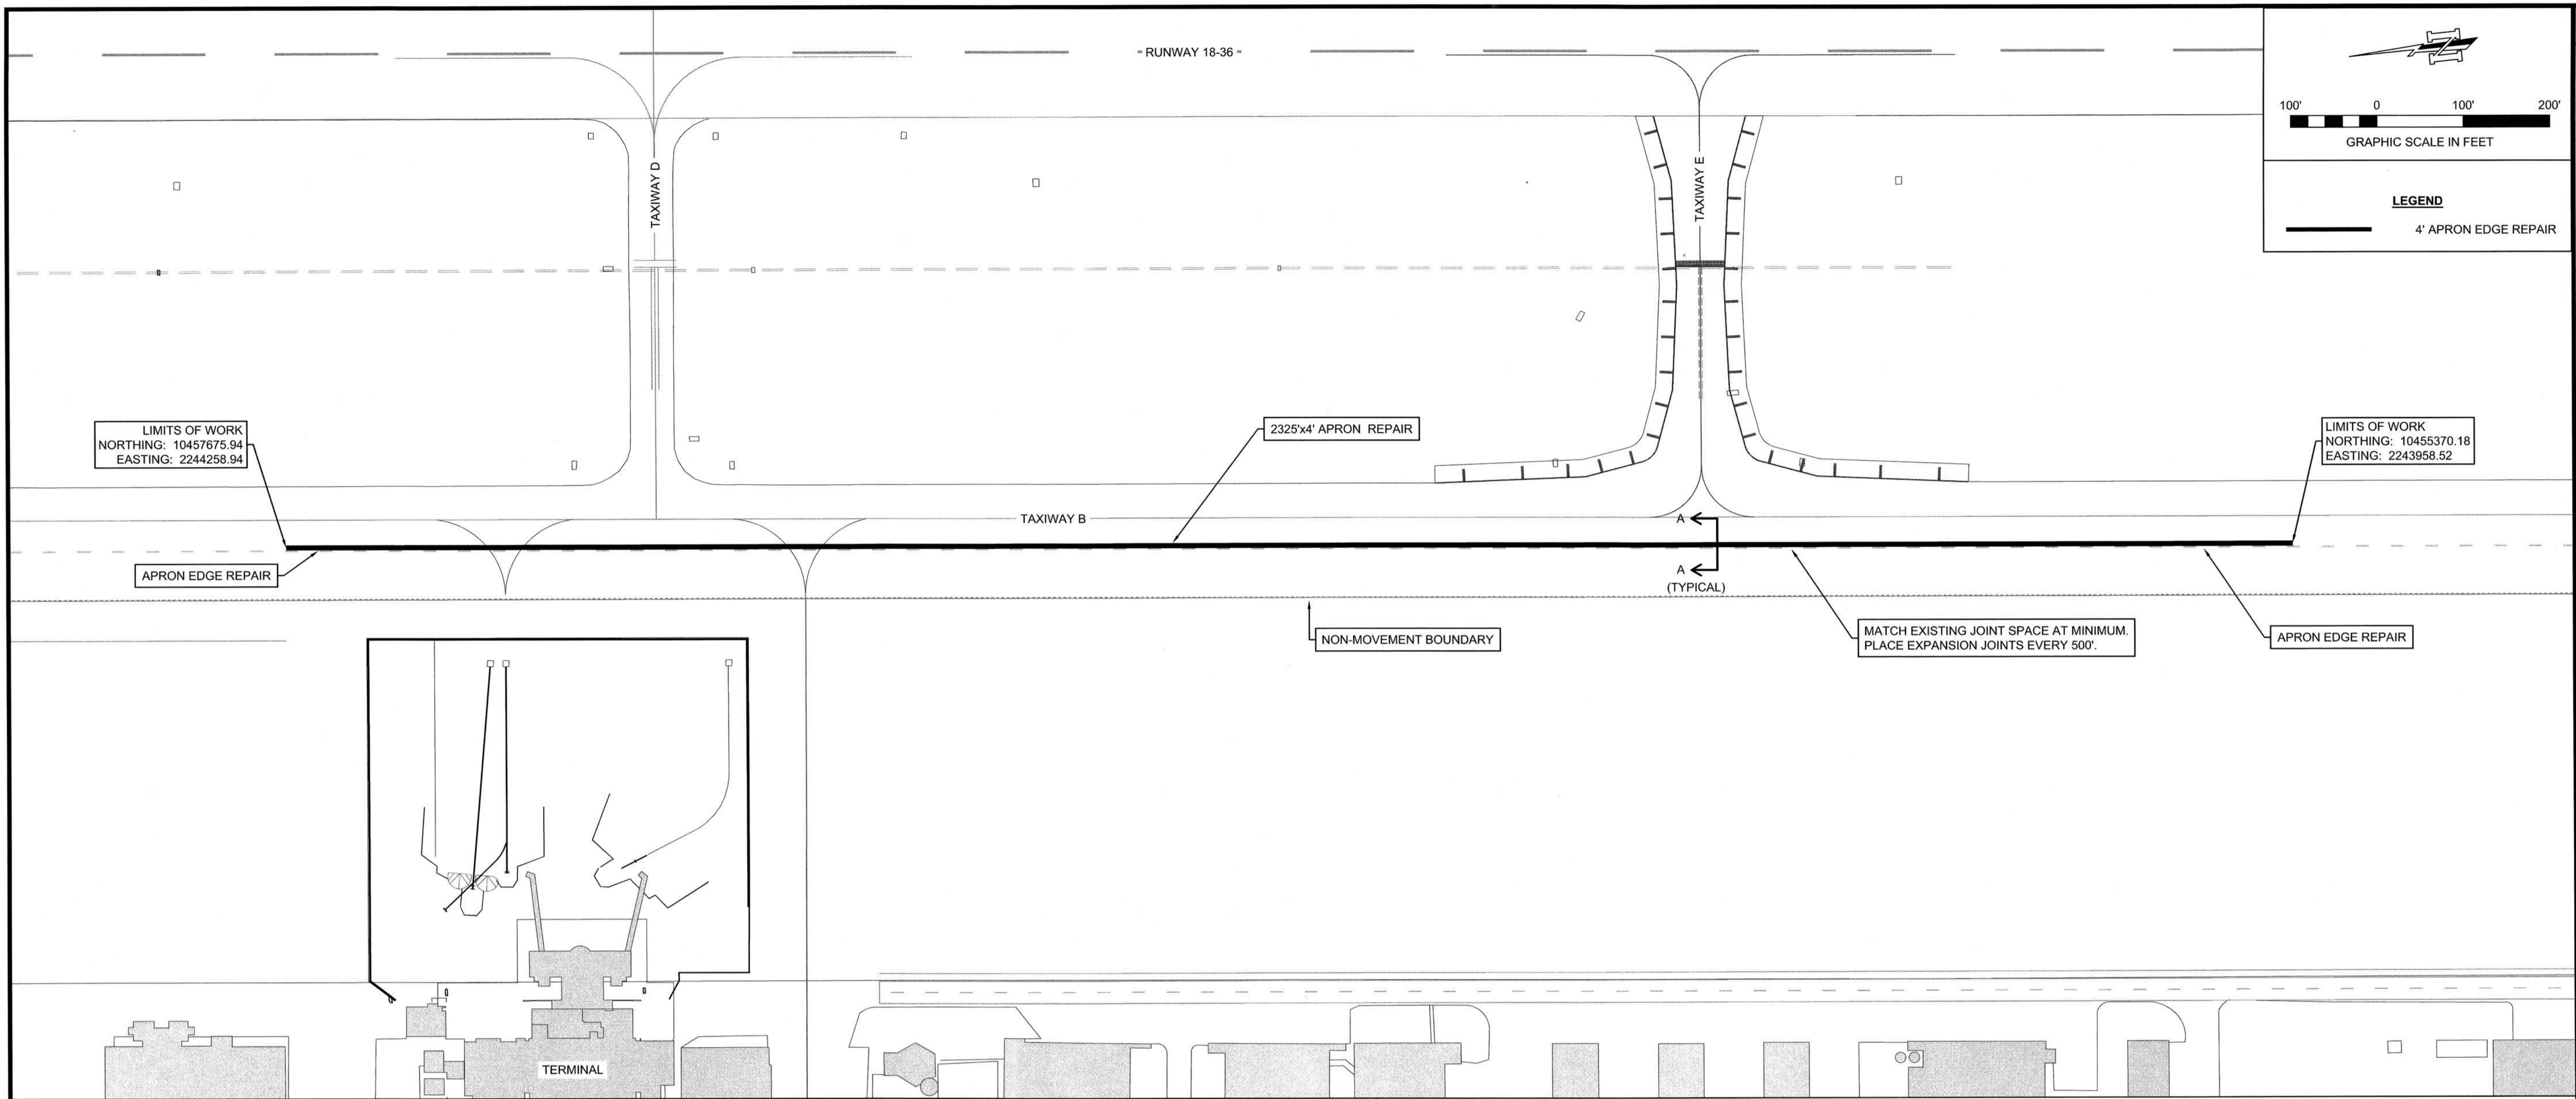 RUNWAY 18-36
100' 0 100' 200'
GRAPHIC SCALE IN FEET
LEGEND
4' APRON EDGE REPAIR
TAXIWAY D
TAXIWAY E
LIMITS OF WORK
NORTHING: 10457675.94
EASTING: 2244258.94
2325'x4' APRON REPAIR
LIMITS OF WORK
NORTHING: 10455370.18
EASTING: 2243958.52
TAXIWAY B
A
A
(TYPICAL)
APRON EDGE REPAIR
NON-MOVEMENT BOUNDARY
MATCH EXISTING JOINT SPACE AT MINIMUM.
PLACE EXPANSION JOINTS EVERY 500'.
APRON EDGE REPAIR
TERMINAL